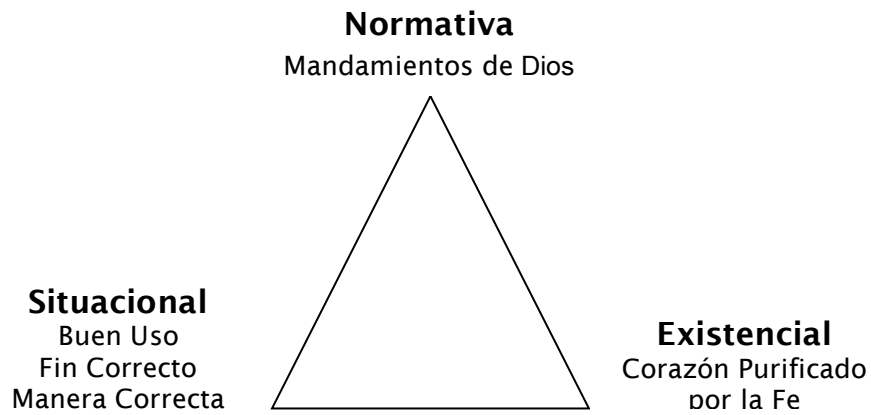 Normativa
Mandamientos de Dios
Situacional
Buen Uso
Fin Correcto
Manera Correcta
Existencial
Corazón Purificado
por la Fe